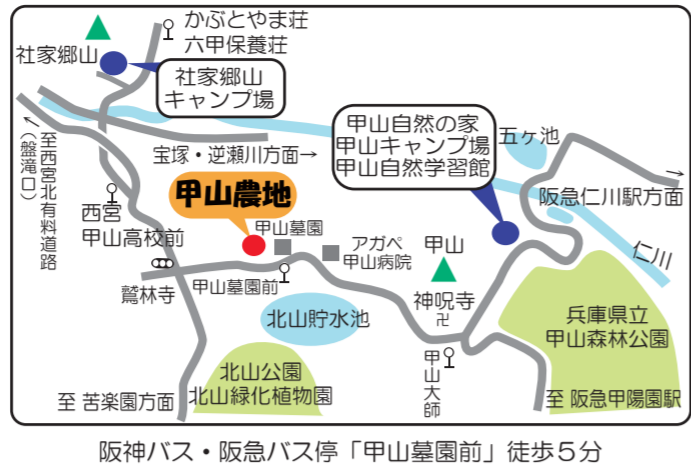 かぶとやま荘
六甲保養荘
社家郷山
社家郷山
キャンプ場
甲山自然の家
甲山キャンプ場
甲山自然学習館
五ヶ池
←至西宮北有料道路
（盤滝口）
宝塚・逆瀬川方面→
→
阪急仁川駅方面
仁川
西宮
甲山高校前
甲山農地
甲山墓園
アガペ
甲山病院
甲山
神呪寺
卍
鷲林寺
甲山墓園前
北山貯水池
兵庫県立
甲山森林公園
北山公園
北山緑化植物園
甲山大師
至 苦楽園方面
至 阪急甲陽園駅
阪神バス・阪急バス停「甲山墓園前」徒歩５分